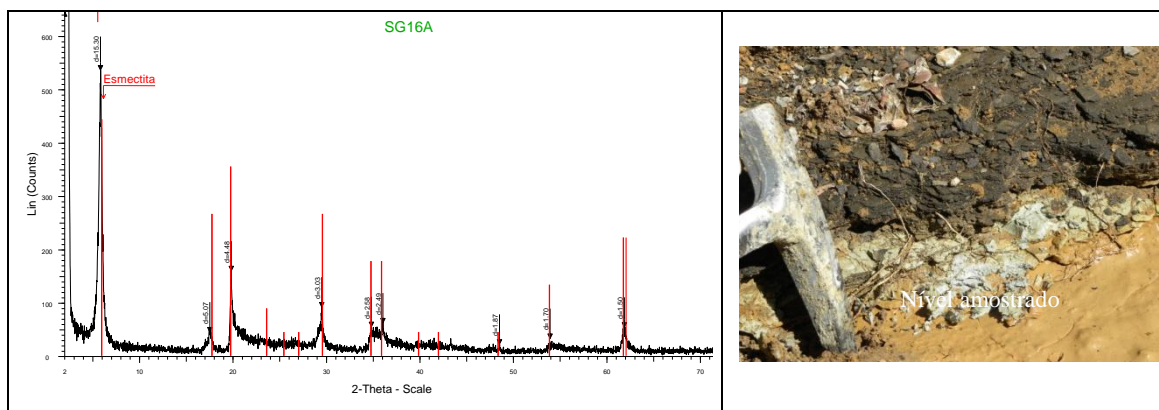 SG16A
Lin (Counts)
600
500
400
300
200
100
0
d=15.30
Esmectita
d=5.07
d=4.48
d=3.03
d=2.58
d=2.49
d=1.87
d=1.70
d=1.50
2 10 20 30 40 50 60 70
2-Theta - Scale
Nível amostrado